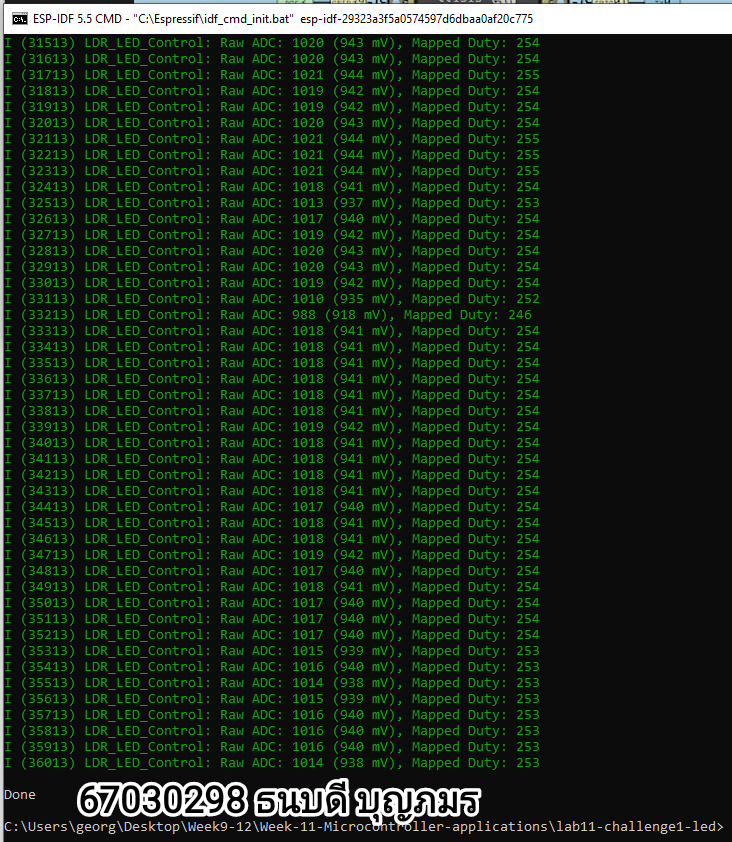 ESP-IDF 5.5 CMD - "C:\Espressif\idf_cmd_init.bat" esp-idf-29323a3f5a0574597d6dbaa0af20c775
I (31513) LDR_LED_Control: Raw ADC: 1020 (943 mV), Mapped Duty: 254
I (31613) LDR_LED_Control: Raw ADC: 1020 (943 mV), Mapped Duty: 254
I (31713) LDR_LED_Control: Raw ADC: 1021 (944 mV), Mapped Duty: 255
I (31813) LDR_LED_Control: Raw ADC: 1019 (942 mV), Mapped Duty: 254
I (31913) LDR_LED_Control: Raw ADC: 1019 (942 mV), Mapped Duty: 254
I (32013) LDR_LED_Control: Raw ADC: 1020 (943 mV), Mapped Duty: 254
I (32113) LDR_LED_Control: Raw ADC: 1021 (944 mV), Mapped Duty: 255
I (32213) LDR_LED_Control: Raw ADC: 1021 (944 mV), Mapped Duty: 255
I (32313) LDR_LED_Control: Raw ADC: 1021 (944 mV), Mapped Duty: 255
I (32413) LDR_LED_Control: Raw ADC: 1018 (941 mV), Mapped Duty: 254
I (32513) LDR_LED_Control: Raw ADC: 1013 (937 mV), Mapped Duty: 253
I (32613) LDR_LED_Control: Raw ADC: 1017 (940 mV), Mapped Duty: 254
I (32713) LDR_LED_Control: Raw ADC: 1019 (942 mV), Mapped Duty: 254
I (32813) LDR_LED_Control: Raw ADC: 1020 (943 mV), Mapped Duty: 254
I (32913) LDR_LED_Control: Raw ADC: 1020 (943 mV), Mapped Duty: 254
I (33013) LDR_LED_Control: Raw ADC: 1019 (942 mV), Mapped Duty: 254
I (33113) LDR_LED_Control: Raw ADC: 1010 (935 mV), Mapped Duty: 252
I (33213) LDR_LED_Control: Raw ADC: 988 (918 mV), Mapped Duty: 246
I (33313) LDR_LED_Control: Raw ADC: 1018 (941 mV), Mapped Duty: 254
I (33413) LDR_LED_Control: Raw ADC: 1018 (941 mV), Mapped Duty: 254
I (33513) LDR_LED_Control: Raw ADC: 1018 (941 mV), Mapped Duty: 254
I (33613) LDR_LED_Control: Raw ADC: 1018 (941 mV), Mapped Duty: 254
I (33713) LDR_LED_Control: Raw ADC: 1018 (941 mV), Mapped Duty: 254
I (33813) LDR_LED_Control: Raw ADC: 1018 (941 mV), Mapped Duty: 254
I (33913) LDR_LED_Control: Raw ADC: 1019 (942 mV), Mapped Duty: 254
I (34013) LDR_LED_Control: Raw ADC: 1018 (941 mV), Mapped Duty: 254
I (34113) LDR_LED_Control: Raw ADC: 1018 (941 mV), Mapped Duty: 254
I (34213) LDR_LED_Control: Raw ADC: 1018 (941 mV), Mapped Duty: 254
I (34313) LDR_LED_Control: Raw ADC: 1018 (941 mV), Mapped Duty: 254
I (34413) LDR_LED_Control: Raw ADC: 1017 (940 mV), Mapped Duty: 254
I (34513) LDR_LED_Control: Raw ADC: 1018 (941 mV), Mapped Duty: 254
I (34613) LDR_LED_Control: Raw ADC: 1018 (941 mV), Mapped Duty: 254
I (34713) LDR_LED_Control: Raw ADC: 1019 (942 mV), Mapped Duty: 254
I (34813) LDR_LED_Control: Raw ADC: 1017 (940 mV), Mapped Duty: 254
I (34913) LDR_LED_Control: Raw ADC: 1018 (941 mV), Mapped Duty: 254
I (35013) LDR_LED_Control: Raw ADC: 1017 (940 mV), Mapped Duty: 254
I (35113) LDR_LED_Control: Raw ADC: 1017 (940 mV), Mapped Duty: 254
I (35213) LDR_LED_Control: Raw ADC: 1017 (940 mV), Mapped Duty: 254
I (35313) LDR_LED_Control: Raw ADC: 1015 (939 mV), Mapped Duty: 253
I (35413) LDR_LED_Control: Raw ADC: 1016 (940 mV), Mapped Duty: 253
I (35513) LDR_LED_Control: Raw ADC: 1014 (938 mV), Mapped Duty: 253
I (35613) LDR_LED_Control: Raw ADC: 1015 (939 mV), Mapped Duty: 253
I (35713) LDR_LED_Control: Raw ADC: 1016 (940 mV), Mapped Duty: 253
I (35813) LDR_LED_Control: Raw ADC: 1016 (940 mV), Mapped Duty: 253
I (35913) LDR_LED_Control: Raw ADC: 1016 (940 mV), Mapped Duty: 253
I (36013) LDR_LED_Control: Raw ADC: 1014 (938 mV), Mapped Duty: 253
Done
67030298 ธนบดี บุญภมร
C:\Users\georg\Desktop\Week9-12\Week-11-Microcontroller-applications\lab11-challenge1-led>